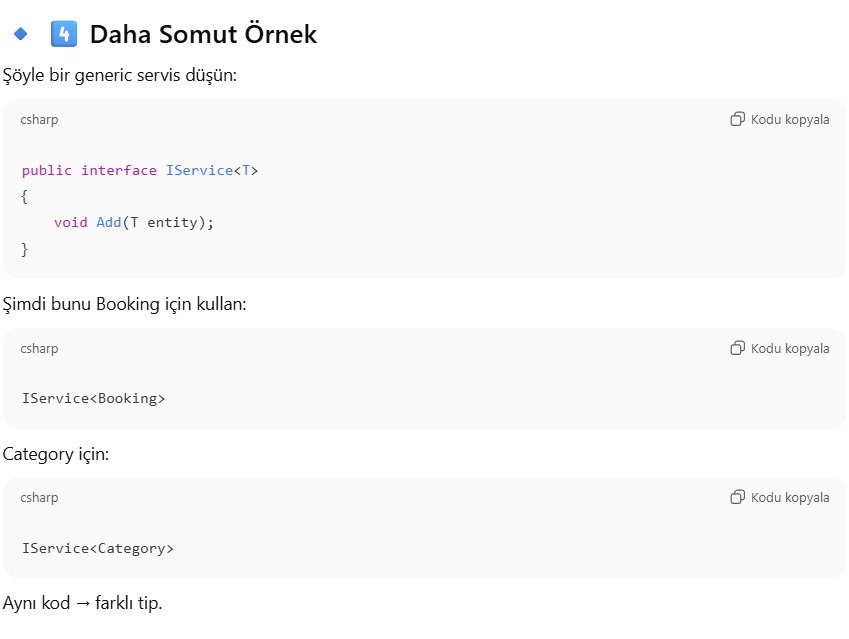 🔹 4️⃣ Daha Somut Örnek
Şöyle bir generic servis düşün:
csharp
Kodu kopyala
public interface IService<T>
{
    void Add(T entity);
}
Şimdi bunu Booking için kullan:
csharp
Kodu kopyala
IService<Booking>
Category için:
csharp
Kodu kopyala
IService<Category>
Aynı kod → farklı tip.